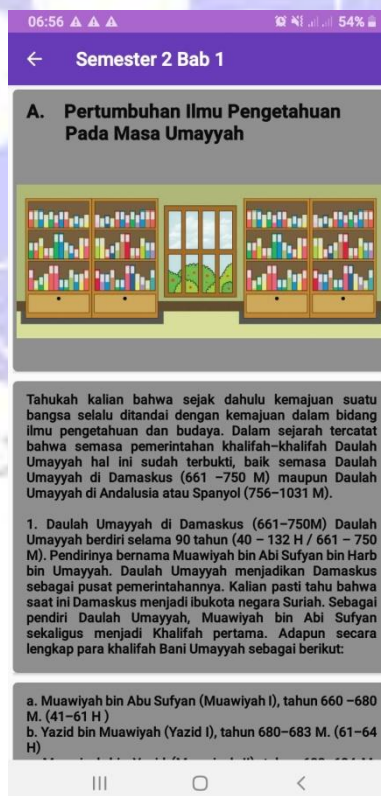 06:56 54%
Semester 2 Bab 1
A. Pertumbuhan Ilmu Pengetahuan
Pada Masa Umayyah
Tahukah kalian bahwa sejak dahulu kemajuan suatu
bangsa selalu ditandai dengan kemajuan dalam bidang
ilmu pengetahuan dan budaya. Dalam sejarah tercatat
bahwa semasa pemerintahan khalifah–khalifah Daulah
Umayyah hal ini sudah terbukti, baik semasa Daulah
Umayyah di Damaskus (661 –750 M) maupun Daulah
Umayyah di Andalusia atau Spanyol (756–1031 M).
1. Daulah Umayyah di Damaskus (661–750M) Daulah
Umayyah berdiri selama 90 tahun (40 – 132 H / 661 – 750
M). Pendirinya bernama Muawiyah bin Abi Sufyan bin Harb
bin Umayyah. Daulah Umayyah menjadikan Damaskus
sebagai pusat pemerintahannya. Kalian pasti tahu bahwa
saat ini Damaskus menjadi ibukota negara Suriah. Sebagai
pendiri Daulah Umayyah, Muawiyah bin Abi Sufyan
sekaligus menjadi Khalifah pertama. Adapun secara
lengkap para khalifah Bani Umayyah sebagai berikut:
a. Muawiyah bin Abu Sufyan (Muawiyah I), tahun 660 –680
M. (41–61 H )
b. Yazid bin Muawiyah (Yazid I), tahun 680–683 M. (61–64
H)